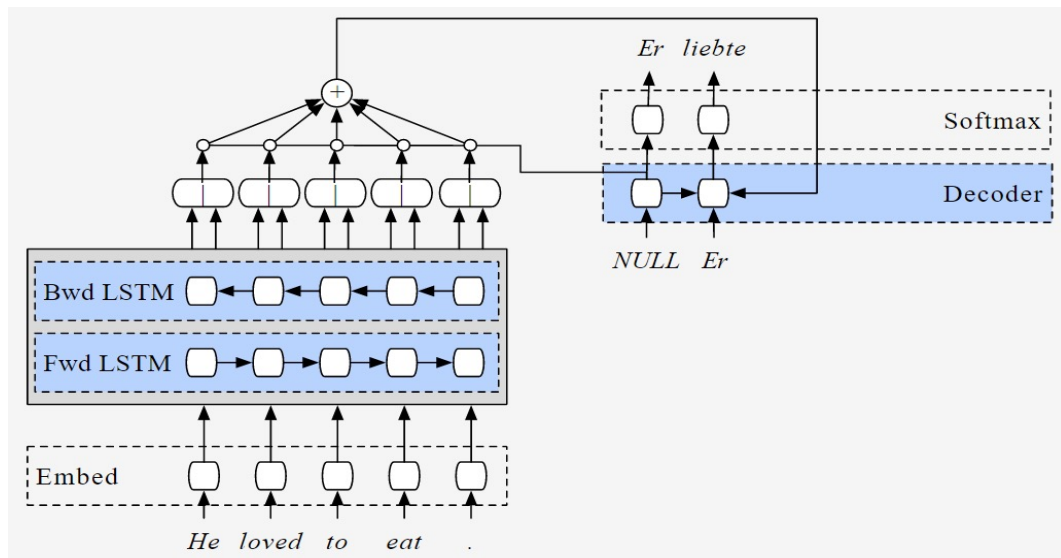 Er liebte
Softmax
Decoder
NULL Er
+
Bwd LSTM
Fwd LSTM
Embed
He loved to eat .